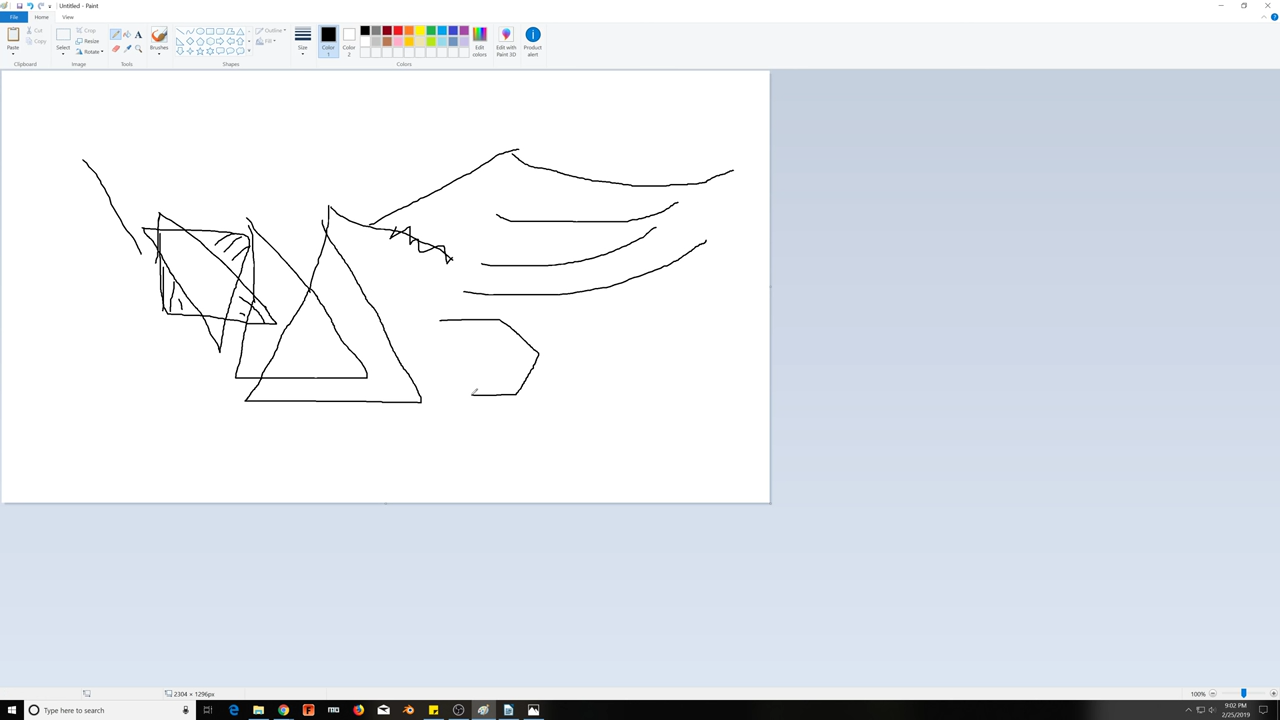 Untitled - Paint
File Home View
Paste Cut Copy Clipboard
Select Crop Resize Rotate Image
Tools
Brushes
Shapes Outline Fill
Size
Color 1 Color 2
Colors
Edit colors
Edit with Paint 3D
Product alert
2304 × 1296px
100%
Type here to search
9:02 PM
2/25/2019